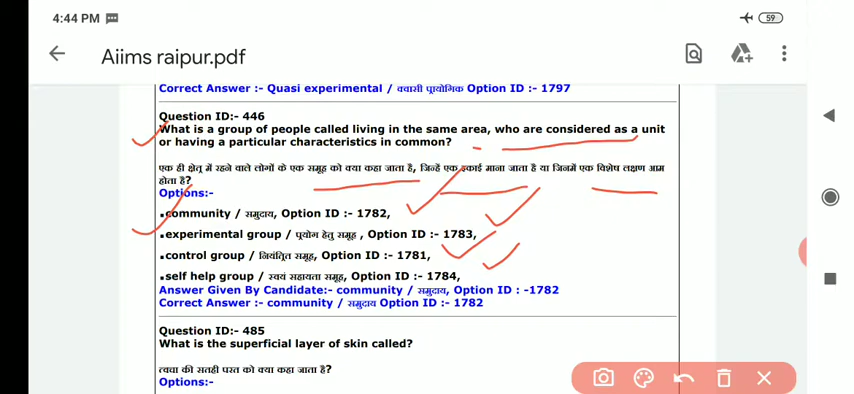 4:44 PM
59
Aiims raipur.pdf
Correct Answer :- Quasi experimental / क्वासी प्रायोगिक Option ID :- 1797
Question ID:- 446
What is a group of people called living in the same area, who are considered as a unit
or having a particular characteristics in common?
एक ही क्षेत्र में रहने वाले लोगों के एक समूह को क्या कहा जाता है, जिन्हें एक इकाई माना जाता है या जिनमें एक विशेष लक्षण आम
होता है?
Options:-
community / समुदाय, Option ID :- 1782,
experimental group / प्रयोग हेतु समूह , Option ID :- 1783,
control group / नियंत्रित समूह, Option ID :- 1781,
self help group / स्वयं सहायता समूह, Option ID :- 1784,
Answer Given By Candidate:- community / समुदाय, Option ID : -1782
Correct Answer :- community / समुदाय Option ID :- 1782
Question ID:- 485
What is the superficial layer of skin called?
त्वचा की सतही परत को क्या कहा जाता है?
Options:-